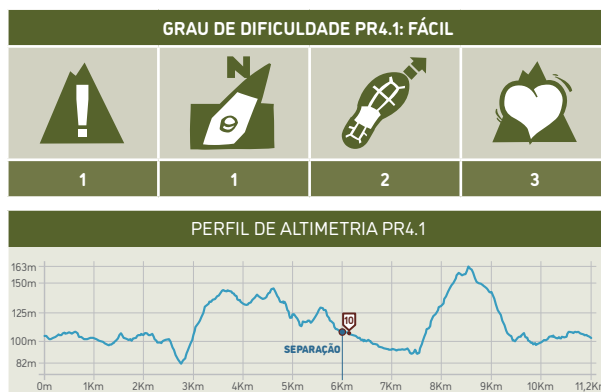 GRAU DE DIFICULDADE PR4.1: FÁCIL
N
1 1 2 3
PERFIL DE ALTIMETRIA PR4.1
163m
150m
125m
100m
82m
10
SEPARAÇÃO
0m 1Km 2Km 3Km 4Km 5Km 6Km 7Km 8Km 9Km 10Km 11,2Km